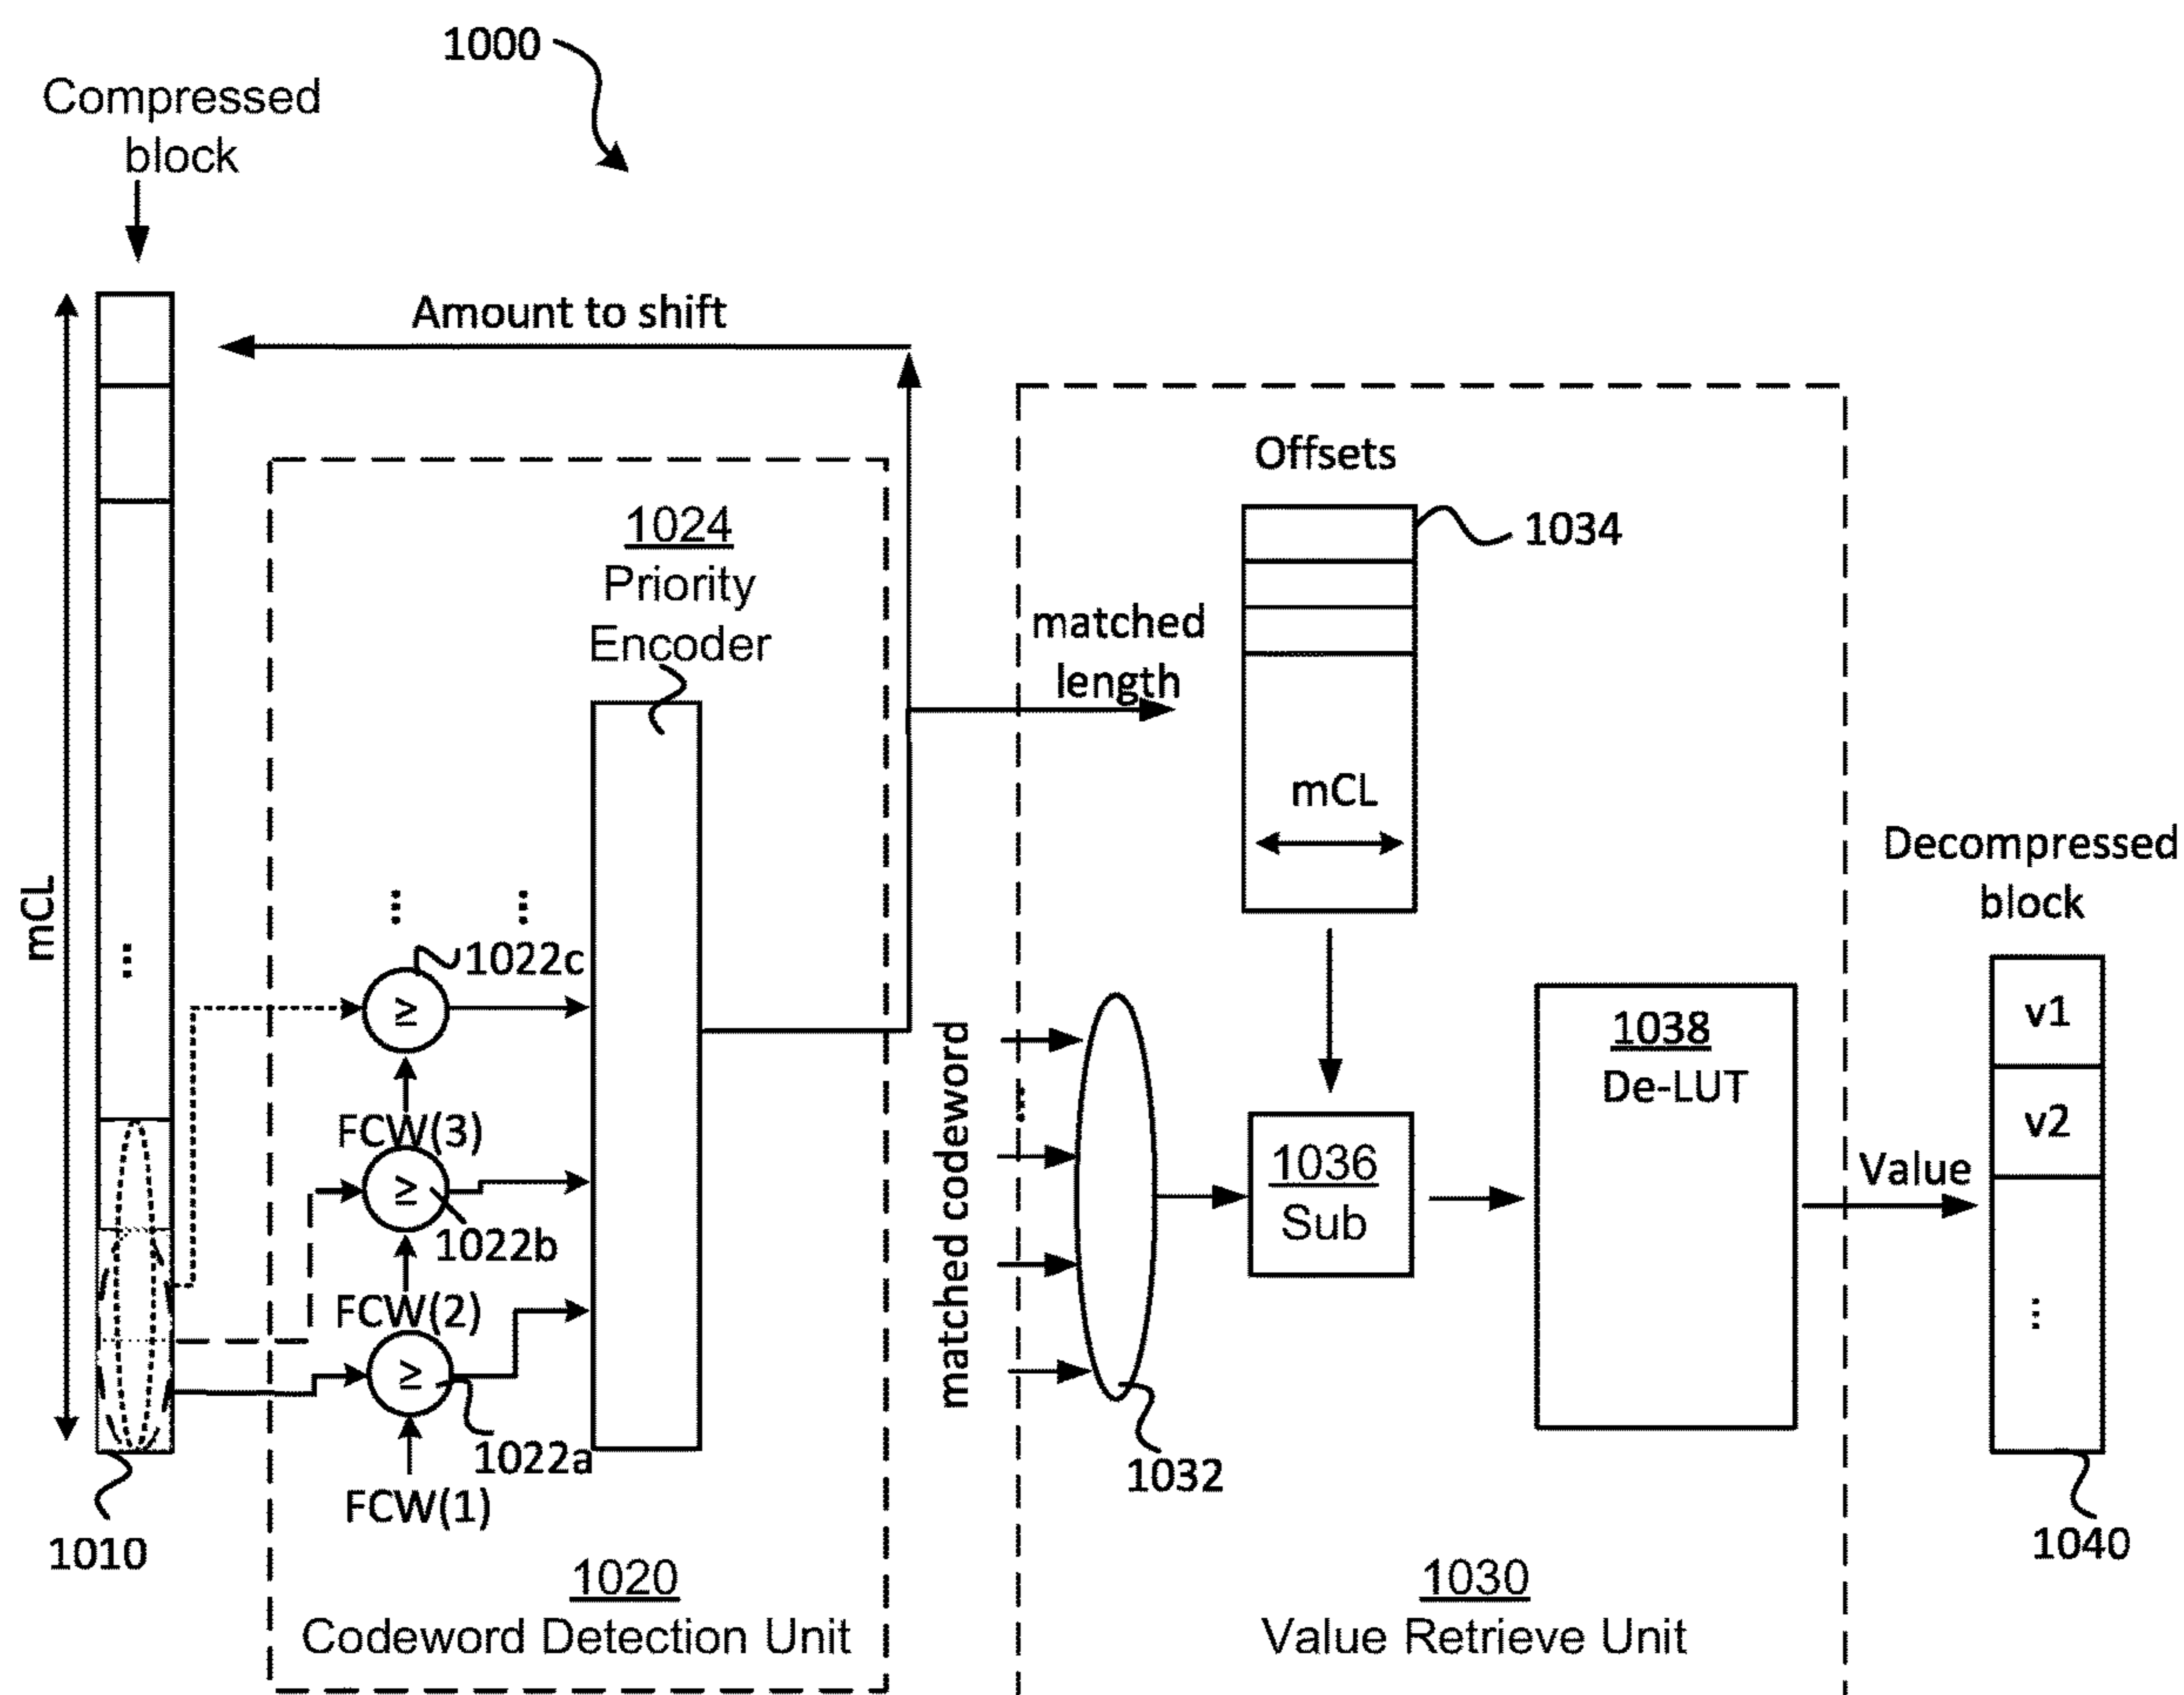 1000
Compressed
block
Amount to shift
mCL
...
1024
Priority
Encoder
... ...
1022c
≥
FCW(3)
≥
1022b
FCW(2)
≥
1022a
FCW(1)
1010
1020
Codeword Detection Unit
Offsets
1034
matched
length
mCL
matched codeword
...
1032
1036
Sub
1038
De-LUT
1030
Value Retrieve Unit
Value
Decompressed
block
v1
v2
...
1040